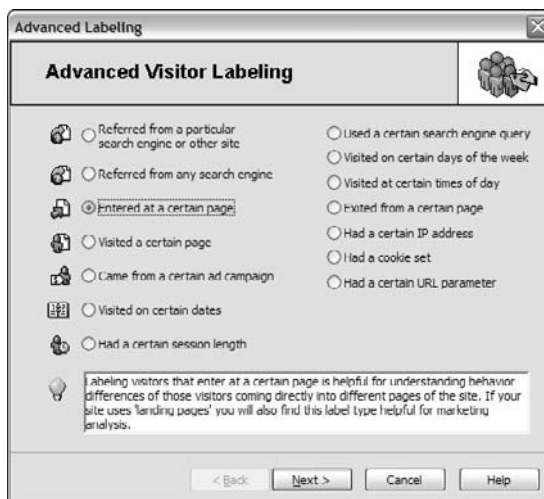 Advanced Labeling
Advanced Visitor Labeling
Referred from a particular
search engine or other site
Referred from any search engine
Entered at a certain page
Visited a certain page
Came from a certain ad campaign
Visited on certain dates
Had a certain session length
Used a certain search engine query
Visited on certain days of the week
Visited at certain times of day
Exited from a certain page
Had a certain IP address
Had a cookie set
Had a certain URL parameter
Labeling visitors that enter at a certain page is helpful for understanding behavior
differences of those visitors coming directly into different pages of the site. If your
site uses 'landing pages' you will also find this label type helpful for marketing
analysis.
< Back
Next >
Cancel
Help